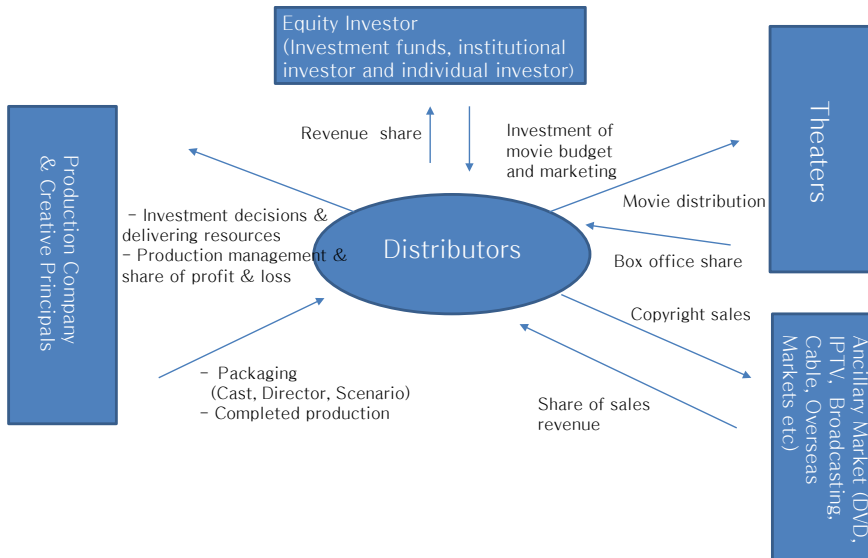 Equity Investor
(Investment funds, institutional
investor and individual investor)
Revenue share
Investment of
movie budget
and marketing
Theaters
Production Company
& Creative Principals
– Investment decisions &
delivering resources
– Production management &
share of profit & loss
Distributors
Movie distribution
Box office share
Copyright sales
– Packaging
(Cast, Director, Scenario)
– Completed production
Share of sales
revenue
Ancillary Market (DVD,
IPTV, Broadcasting,
Cable, Overseas
Markets etc)